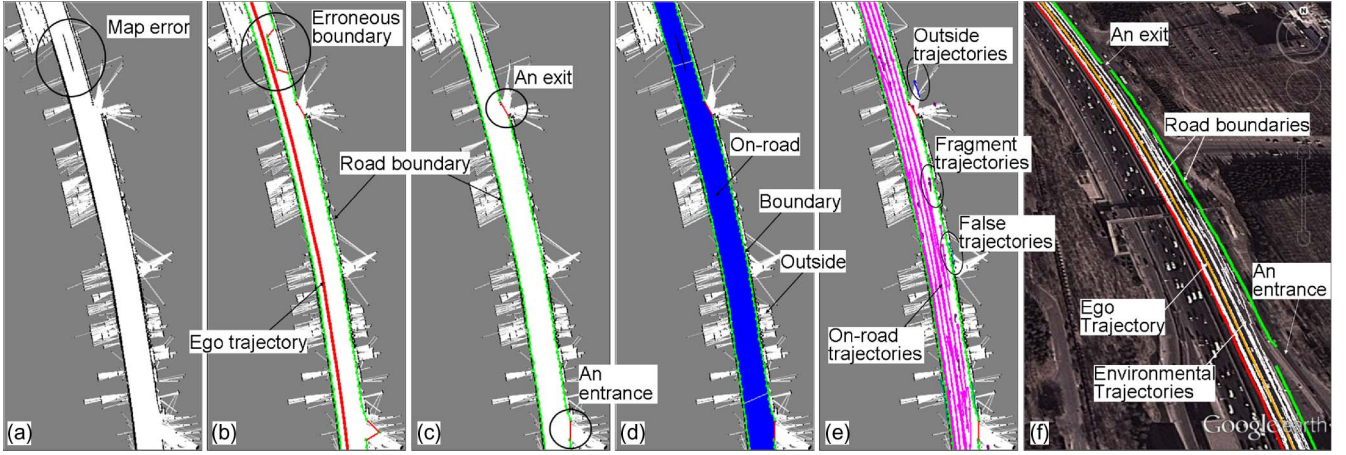 Map error
(a)
Erroneous
boundary
Road boundary
Ego trajectory
(b)
An exit
An
entrance
(c)
On-road
Boundary
Outside
(d)
Outside
trajectories
Fragment
trajectories
False
trajectories
On-road
trajectories
(e)
N
An exit
Road boundaries
An
entrance
Ego
Trajectory
Environmental
Trajectories
Google earth
(f)